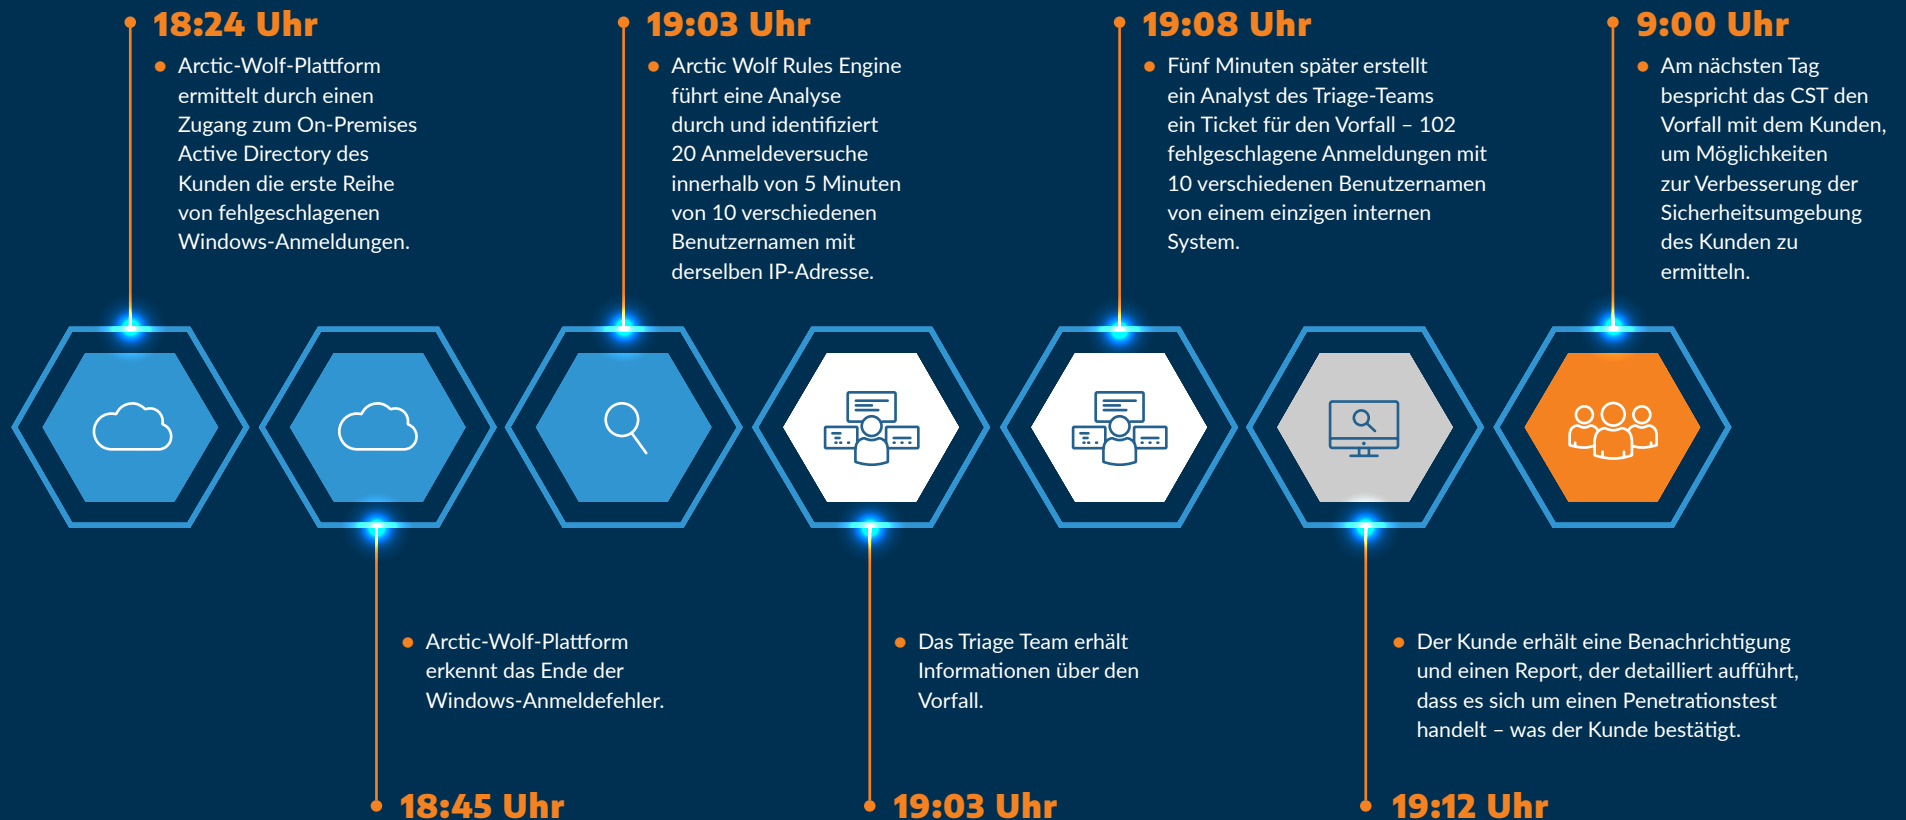 18:24 Uhr
Arctic-Wolf-Plattform
ermittelt durch einen
Zugang zum On-Premises
Active Directory des
Kunden die erste Reihe
von fehlgeschlagenen
Windows-Anmeldungen.
19:03 Uhr
Arctic Wolf Rules Engine
führt eine Analyse
durch und identifiziert
20 Anmeldeversuche
innerhalb von 5 Minuten
von 10 verschiedenen
Benutzernamen mit
derselben IP-Adresse.
19:08 Uhr
Fünf Minuten später erstellt
ein Analyst des Triage-Teams
ein Ticket für den Vorfall – 102
fehlgeschlagene Anmeldungen mit
10 verschiedenen Benutzernamen
von einem einzigen internen
System.
9:00 Uhr
Am nächsten Tag
bespricht das CST den
Vorfall mit dem Kunden,
um Möglichkeiten
zur Verbesserung der
Sicherheitsumgebung
des Kunden zu
ermitteln.
Arctic-Wolf-Plattform
erkennt das Ende der
Windows-Anmeldefehler.
18:45 Uhr
Das Triage Team erhält
Informationen über den
Vorfall.
19:03 Uhr
Der Kunde erhält eine Benachrichtigung
und einen Report, der detailliert aufführt,
dass es sich um einen Penetrationstest
handelt – was der Kunde bestätigt.
19:12 Uhr